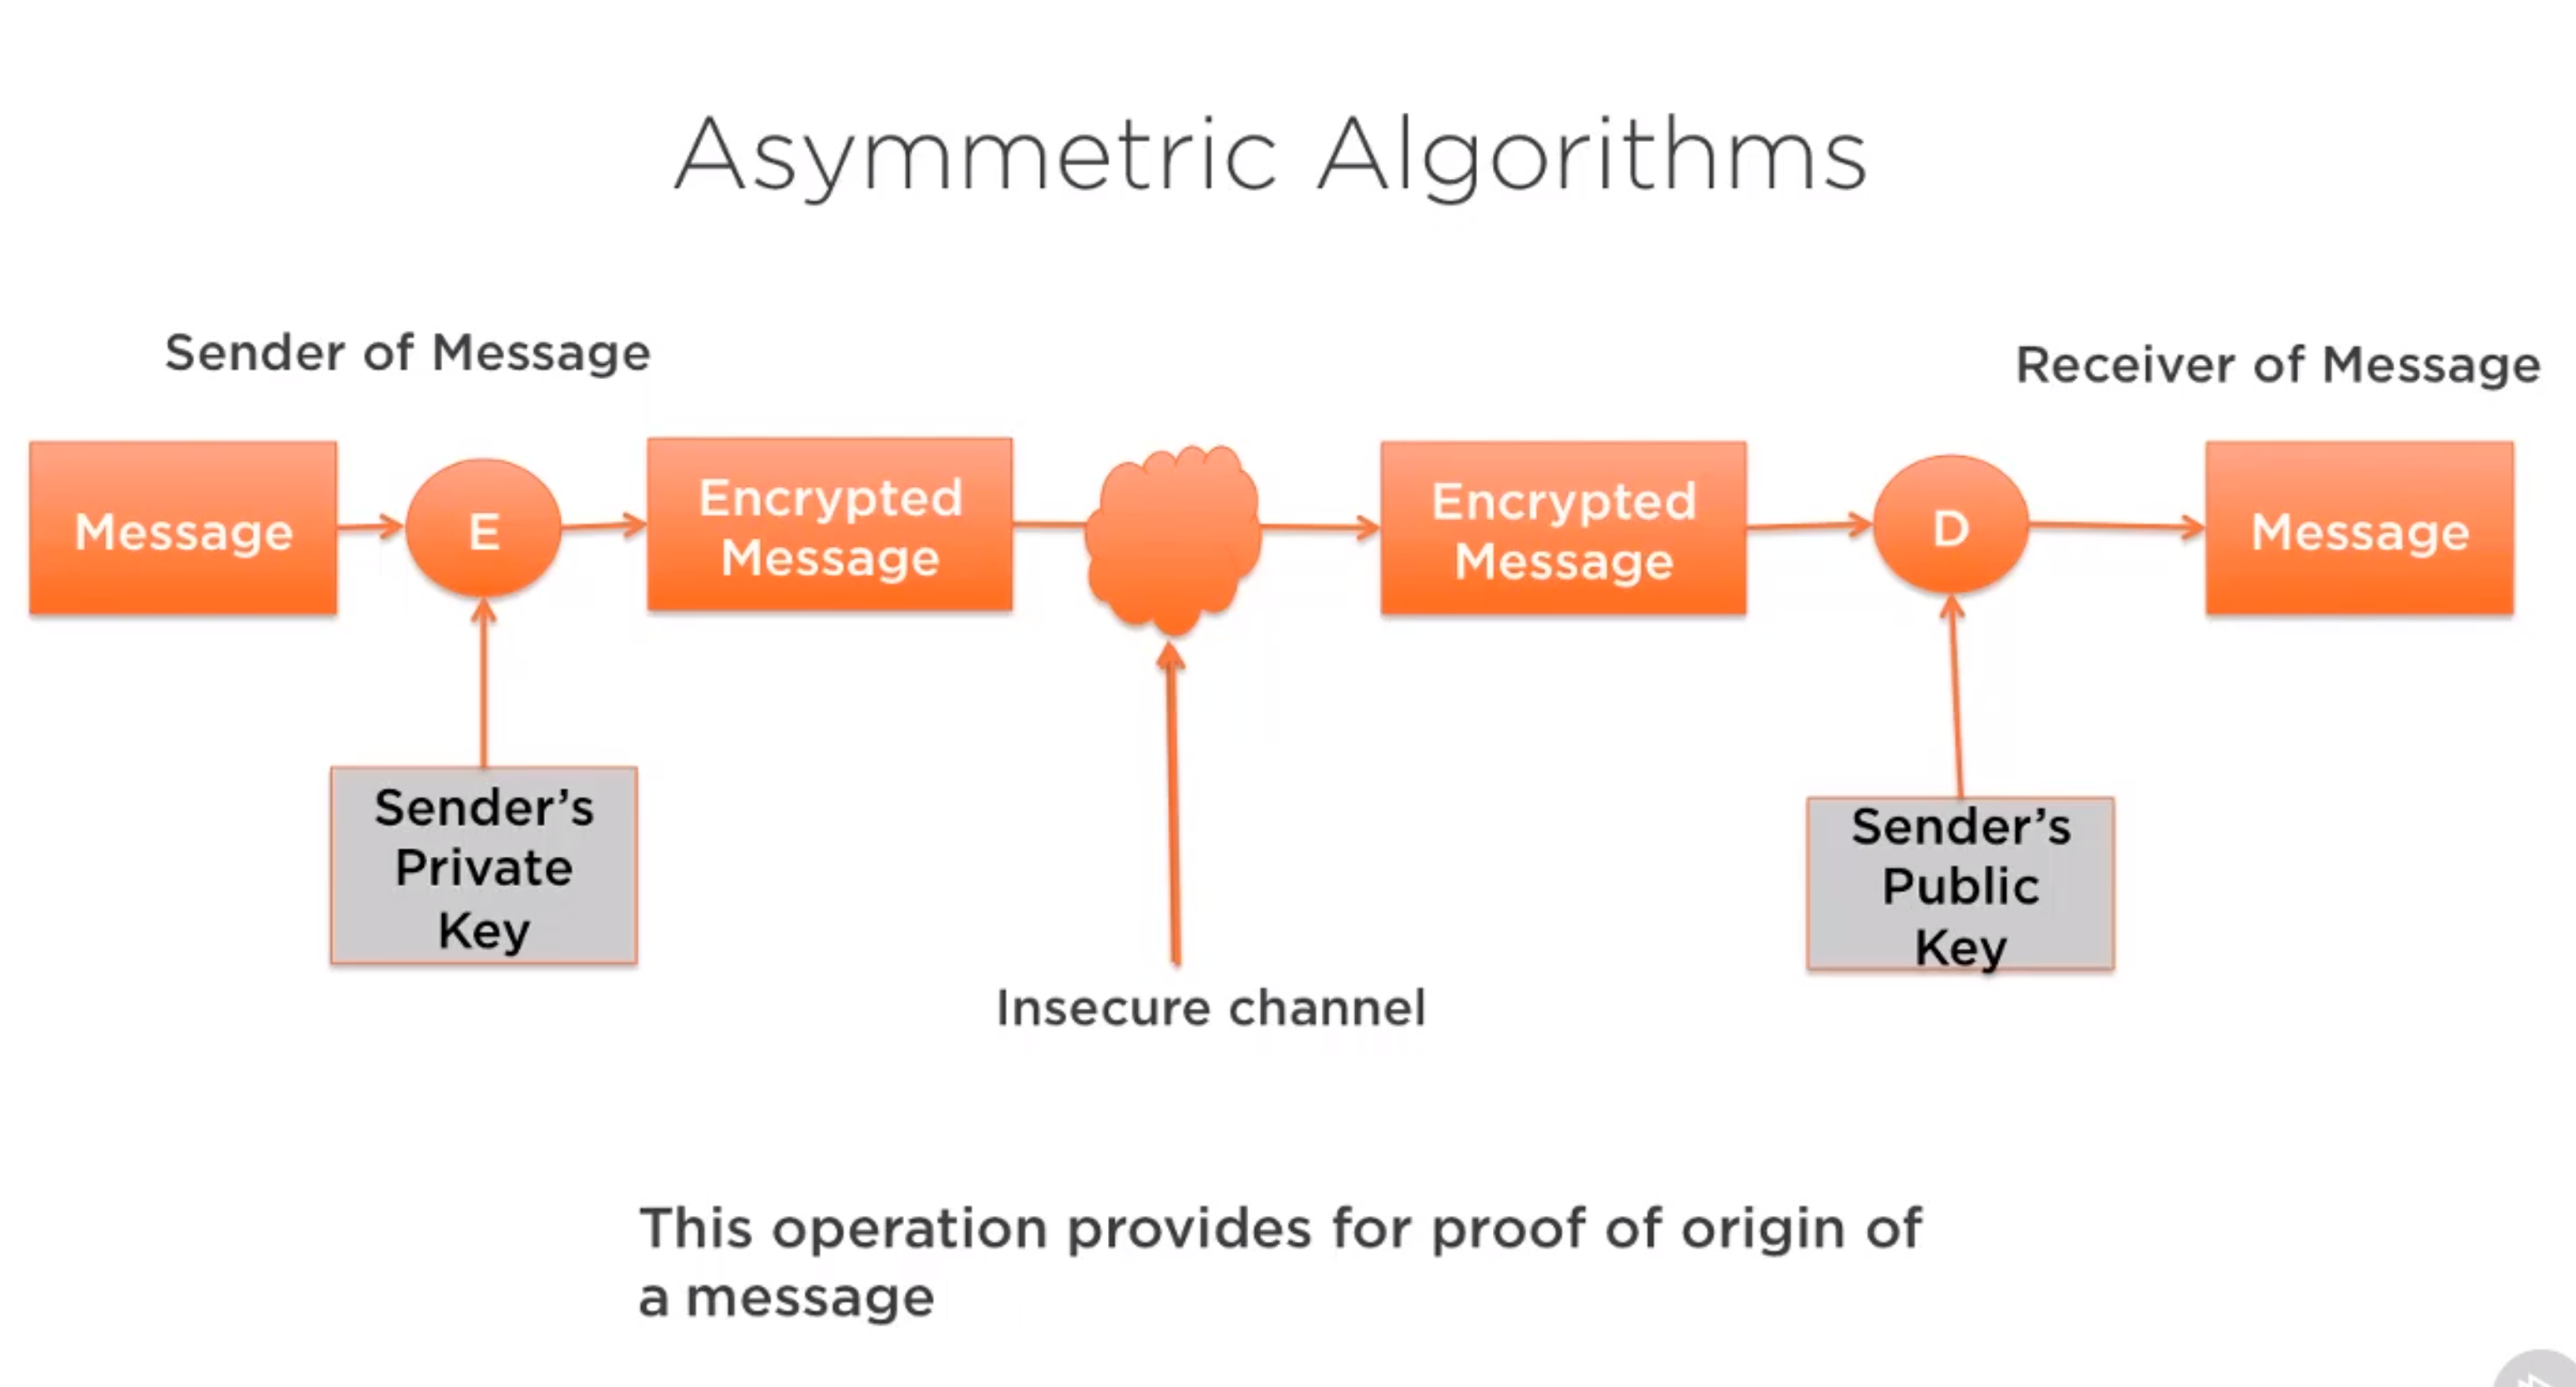 Asymmetric Algorithms
Sender of Message
Receiver of Message
Message
E
Encrypted
Message
Encrypted
Message
D
Message
Sender's
Private
Key
Sender's
Public
Key
Insecure channel
This operation provides for proof of origin of
a message